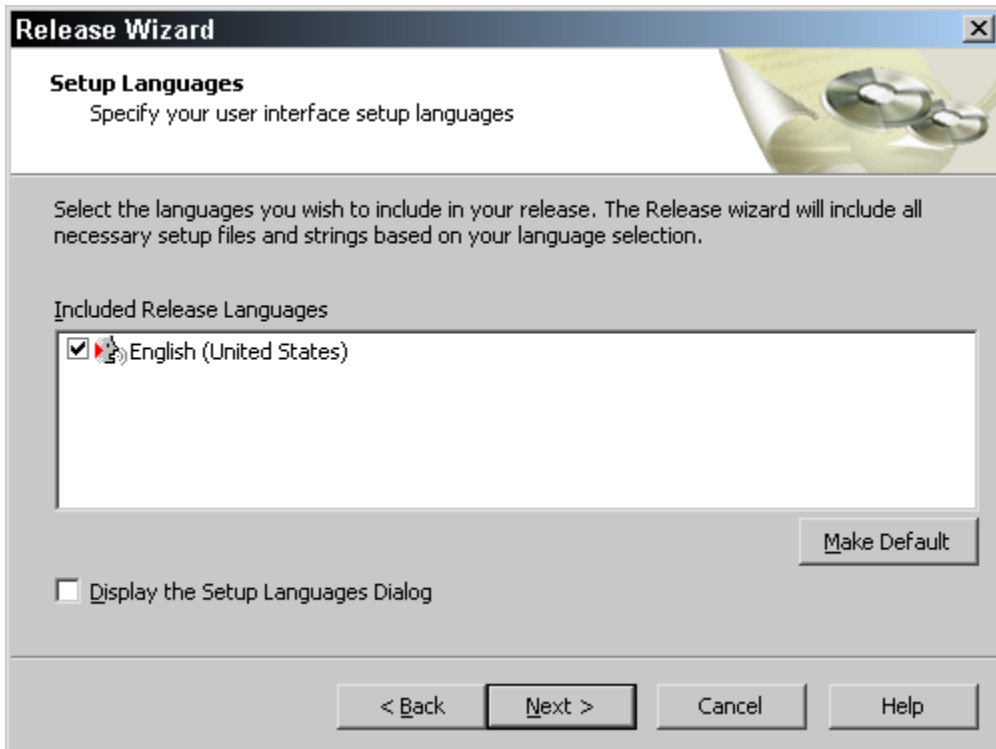 Release Wizard
Setup Languages
Specify your user interface setup languages
Select the languages you wish to include in your release. The Release wizard will include all
necessary setup files and strings based on your language selection.
Included Release Languages
English (United States)
Make Default
Display the Setup Languages Dialog
< Back Next > Cancel Help